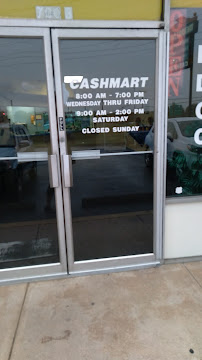 CASHMART
8:00 AM - 7:00 PM
WEDNESDAY THRU FRIDAY
9:00 AM - 2:00 PM
SATURDAY
CLOSED SUNDAY